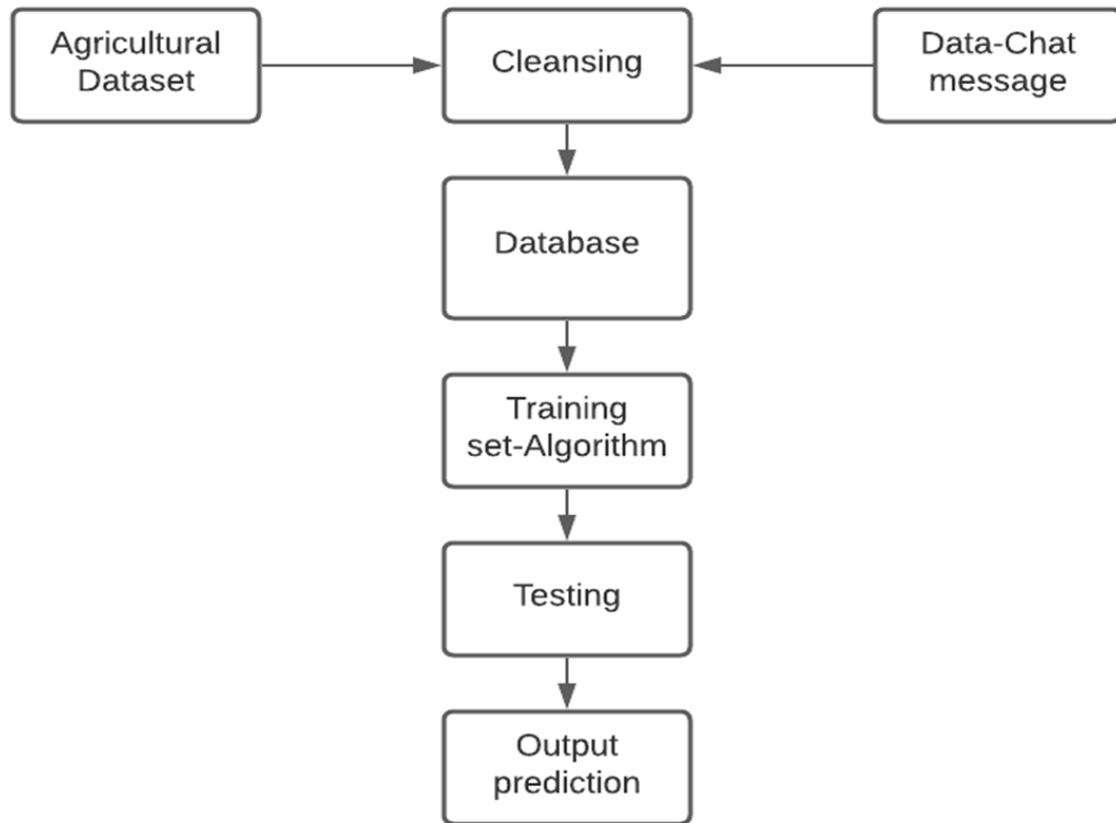 Agricultural
Dataset
Cleansing
Data-Chat
message
Database
Training
set-Algorithm
Testing
Output
prediction